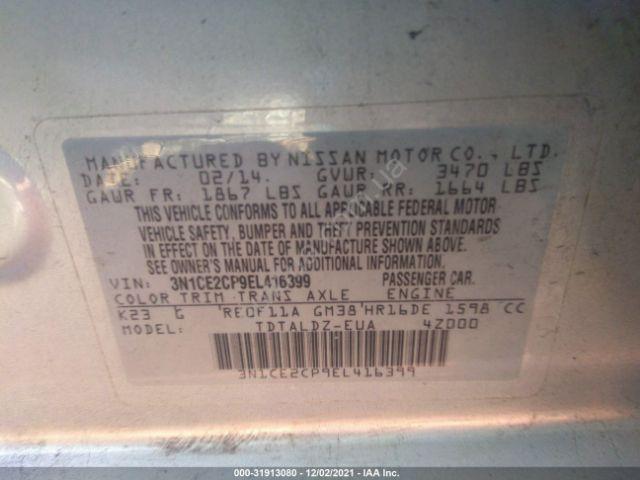 MANUFACTURED BY NISSAN MOTOR CO., LTD.
DATE: 02/14. GVWR: 3470 LBS
GAWR FR: 1867 LBS GAWR RR: 1664 LBS
THIS VEHICLE CONFORMS TO ALL APPLICABLE FEDERAL MOTOR
VEHICLE SAFETY, BUMPER AND THEFT PREVENTION STANDARDS
IN EFFECT ON THE DATE OF MANUFACTURE SHOWN ABOVE.
SEE OWNER'S MANUAL FOR ADDITIONAL INFORMATION.
VIN: 3N1CE2CP9EL416399 PASSENGER CAR.
COLOR TRIM TRANS AXLE ENGINE
K23 G 'RE0F11A GM38'HR16DE 1598 CC
MODEL: TDTALDZ-EUA 4Z000
3N1CE2CP9EL416399
000-31913080 - 12/02/2021 - IAA Inc.